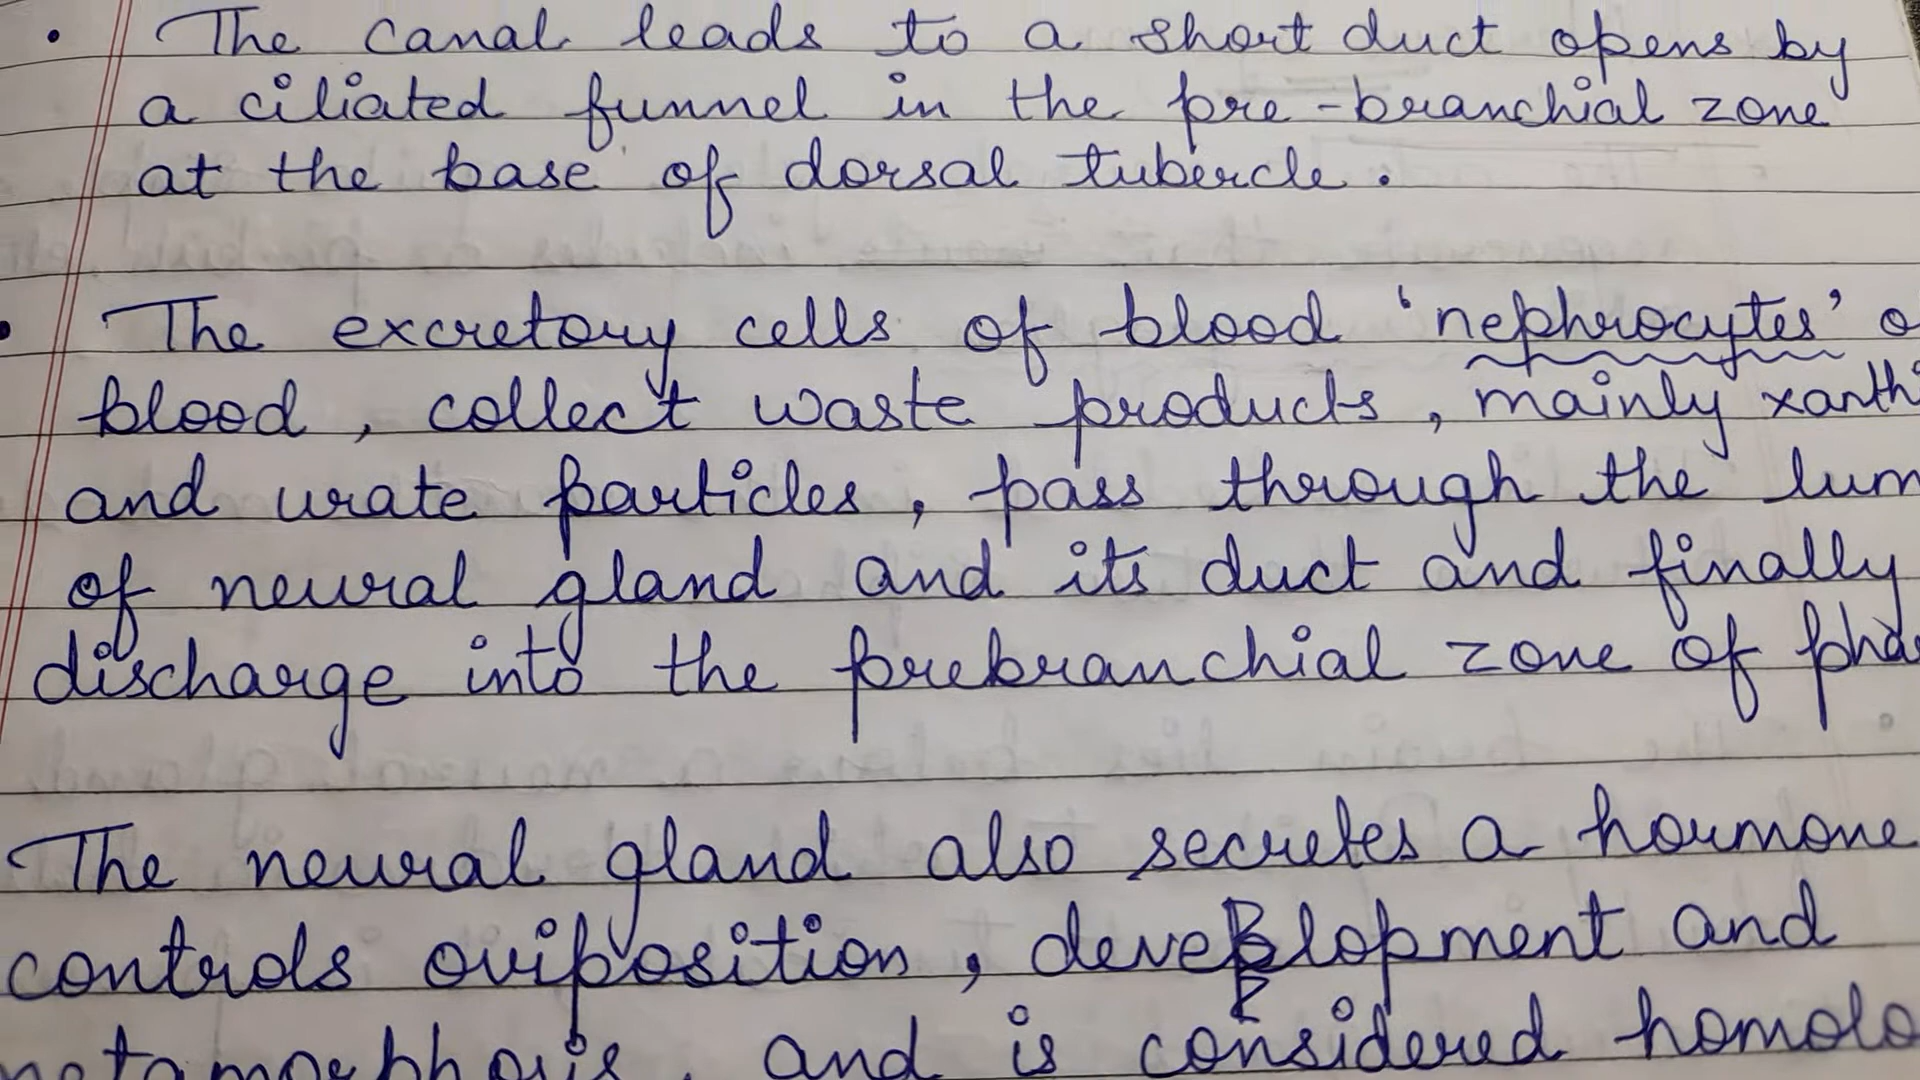 • The canal leads to a short duct opens by
a ciliated funnel in the pre-branchial zone
at the base of dorsal tubercle.
• The excretory cells of blood 'nephrocytes' o
blood, collect waste products, mainly xanth
and urate particles, pass through the lum
of neural gland and its duct and finally
discharge into the prebranchial zone of pha
The neural gland also secretes a hormone
controls oviposition, development and
metamorphosis, and is considered homolo